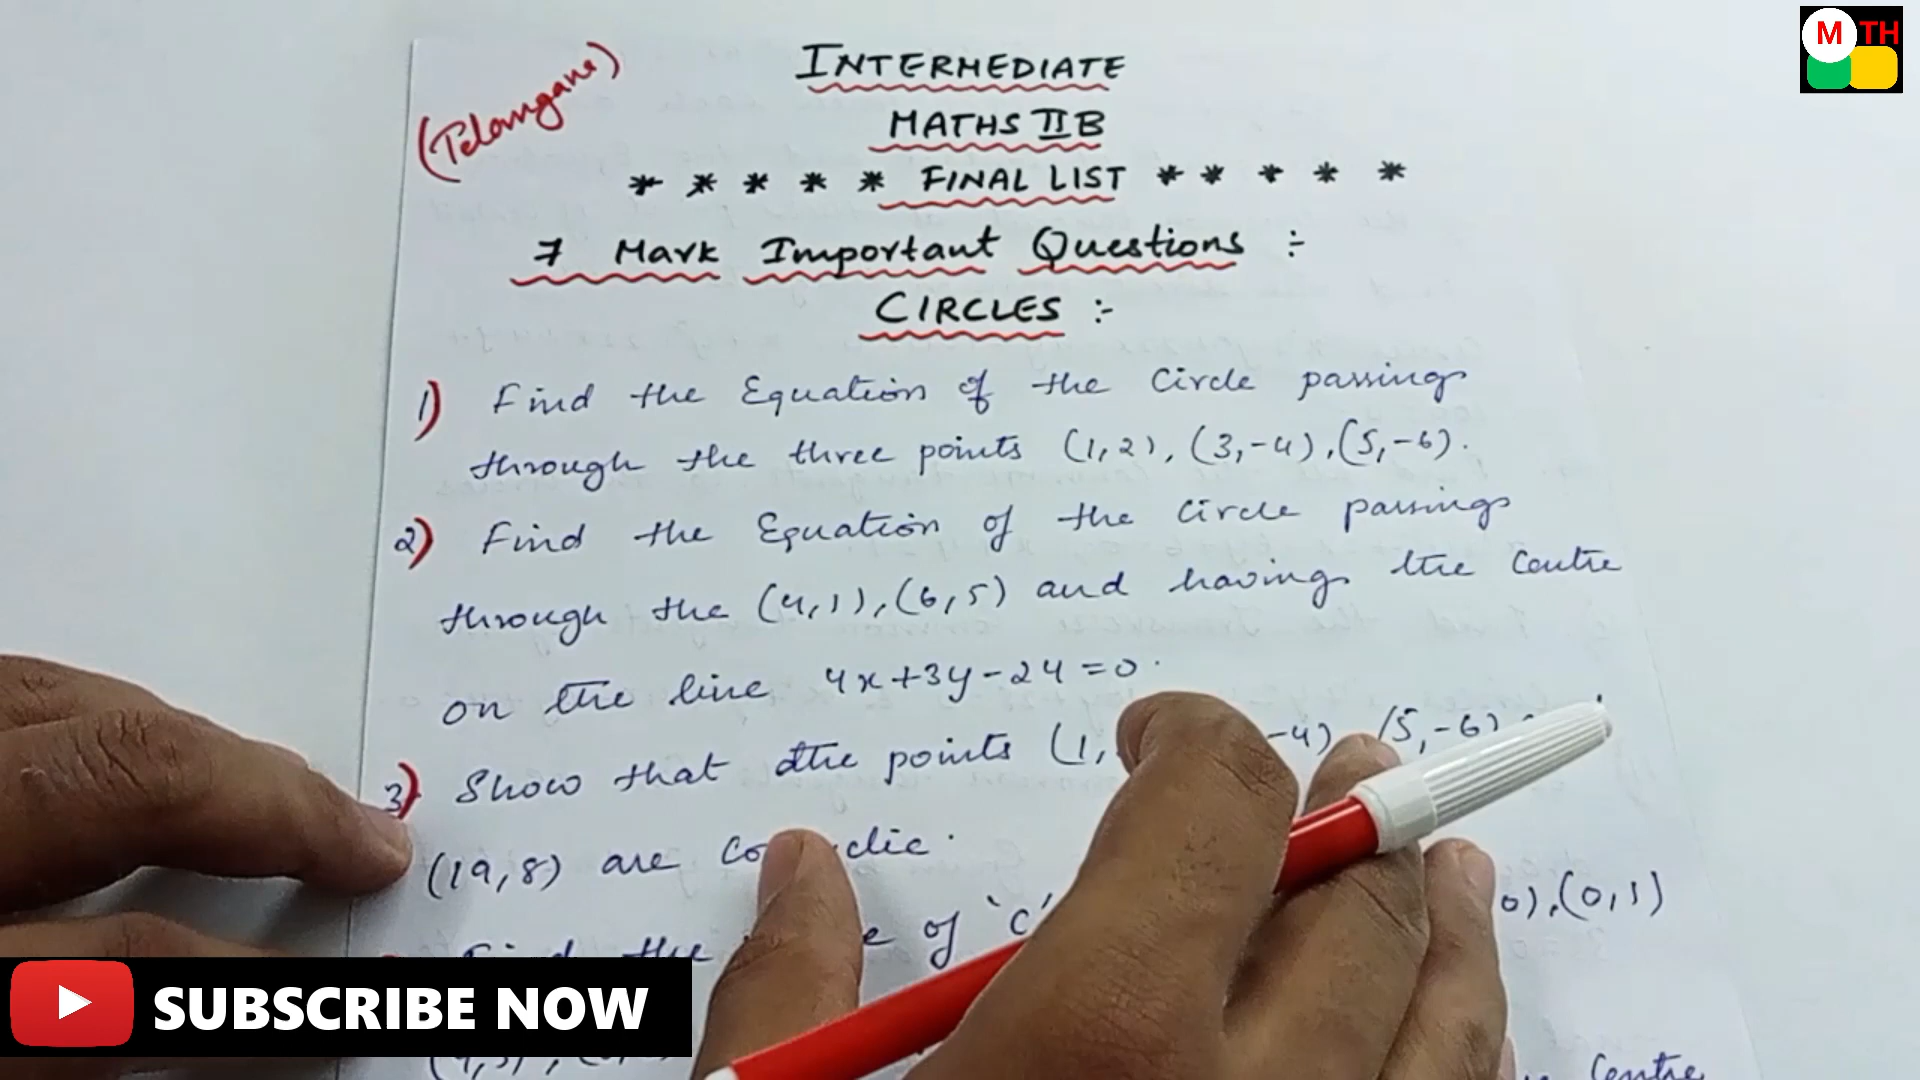 M TH
(Telangana)
INTERMEDIATE
MATHS IIB
* * * * * FINAL LIST * * * * *
7 Mark Important Questions :-
CIRCLES :-
1) Find the Equation of the Circle passing
through the three points (1,2), (3,-4), (5,-6).
2) Find the Equation of the circle passing
through the (4,1), (6,5) and having the Centre
on the line 4x+3y-24=0.
3) Show that the points (1, -4) (5,-6)
(19,8) are
Find the of 'c' 0), (0,1)
SUBSCRIBE NOW
Centre